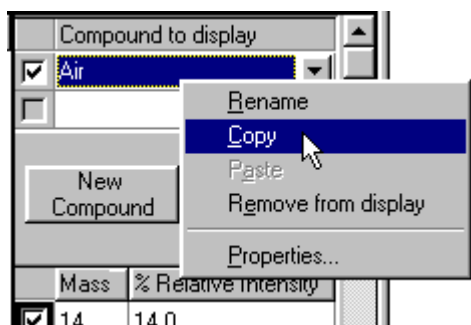 Compound to display
Air
Rename
Copy
Paste
Remove from display
Properties...
New
Compound
Mass % Relative Intensity
14 14.0